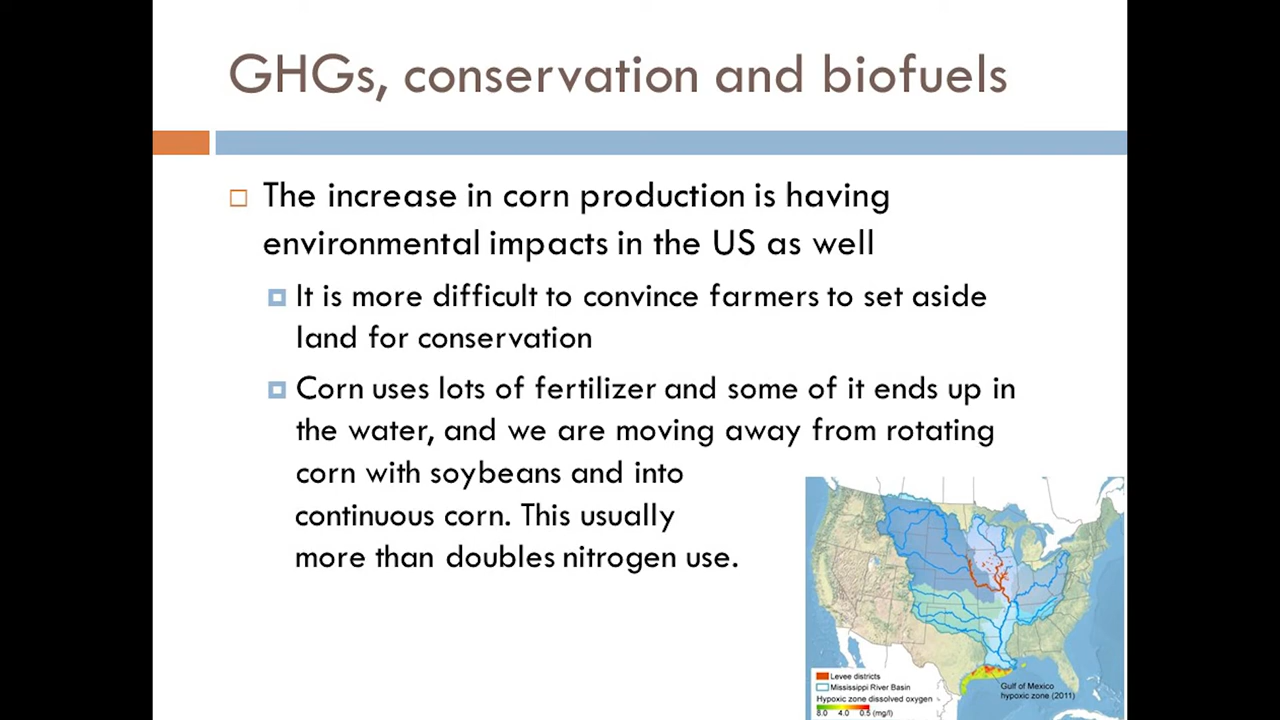 GHGs, conservation and biofuels
The increase in corn production is having
environmental impacts in the US as well
It is more difficult to convince farmers to set aside
land for conservation
Corn uses lots of fertilizer and some of it ends up in
the water, and we are moving away from rotating
corn with soybeans and into
continuous corn. This usually
more than doubles nitrogen use.
Levee districts
Mississippi River Basin
Hypoxic zone dissolved oxygen
8.0 4.0 0.5 (mg/l)
Gulf of Mexico
hypoxic zone (2011)